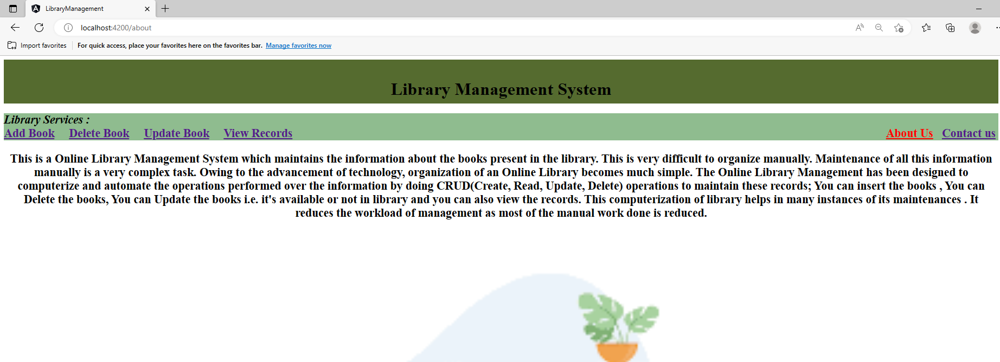 LibraryManagement
localhost:4200/about
Import favorites For quick access, place your favorites here on the favorites bar. Manage favorites now
Library Management System
Library Services :
Add Book Delete Book Update Book View Records About Us Contact us
This is a Online Library Management System which maintains the information about the books present in the library. This is very difficult to organize manually. Maintenance of all this information
manually is a very complex task. Owing to the advancement of technology, organization of an Online Library becomes much simple. The Online Library Management has been designed to
computerize and automate the operations performed over the information by doing CRUD(Create, Read, Update, Delete) operations to maintain these records; You can insert the books , You can
Delete the books, You can Update the books i.e. it's available or not in library and you can also view the records. This computerization of library helps in many instances of its maintenances . It
reduces the workload of management as most of the manual work done is reduced.